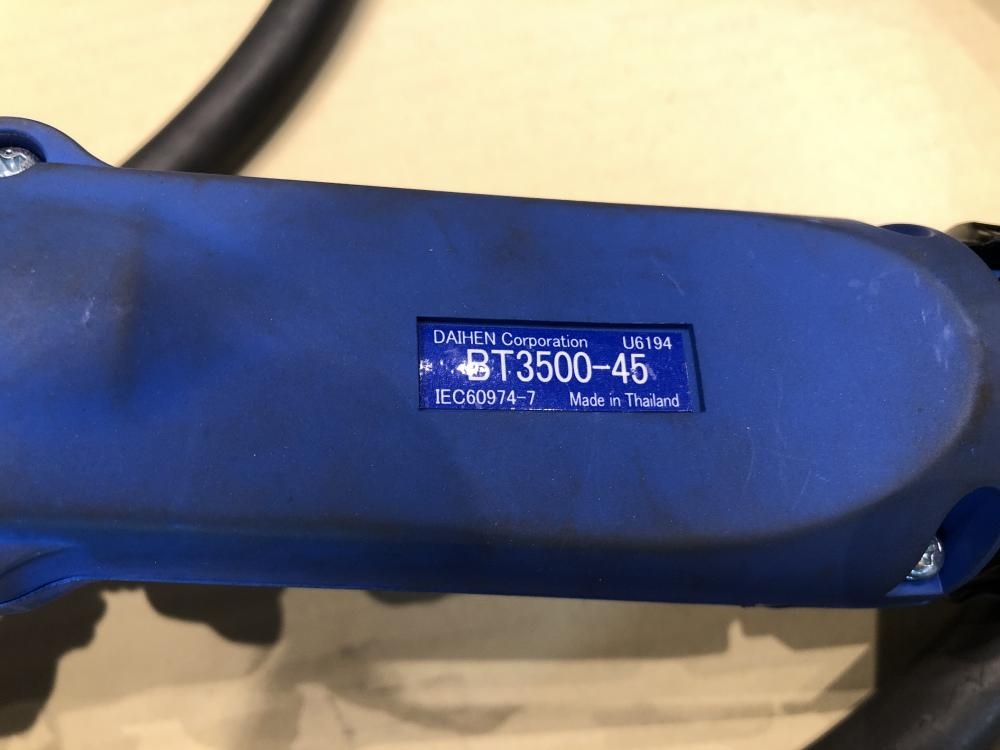 DAIHEN Corporation U6194
BT3500-45
IEC60974-7 Made in Thailand